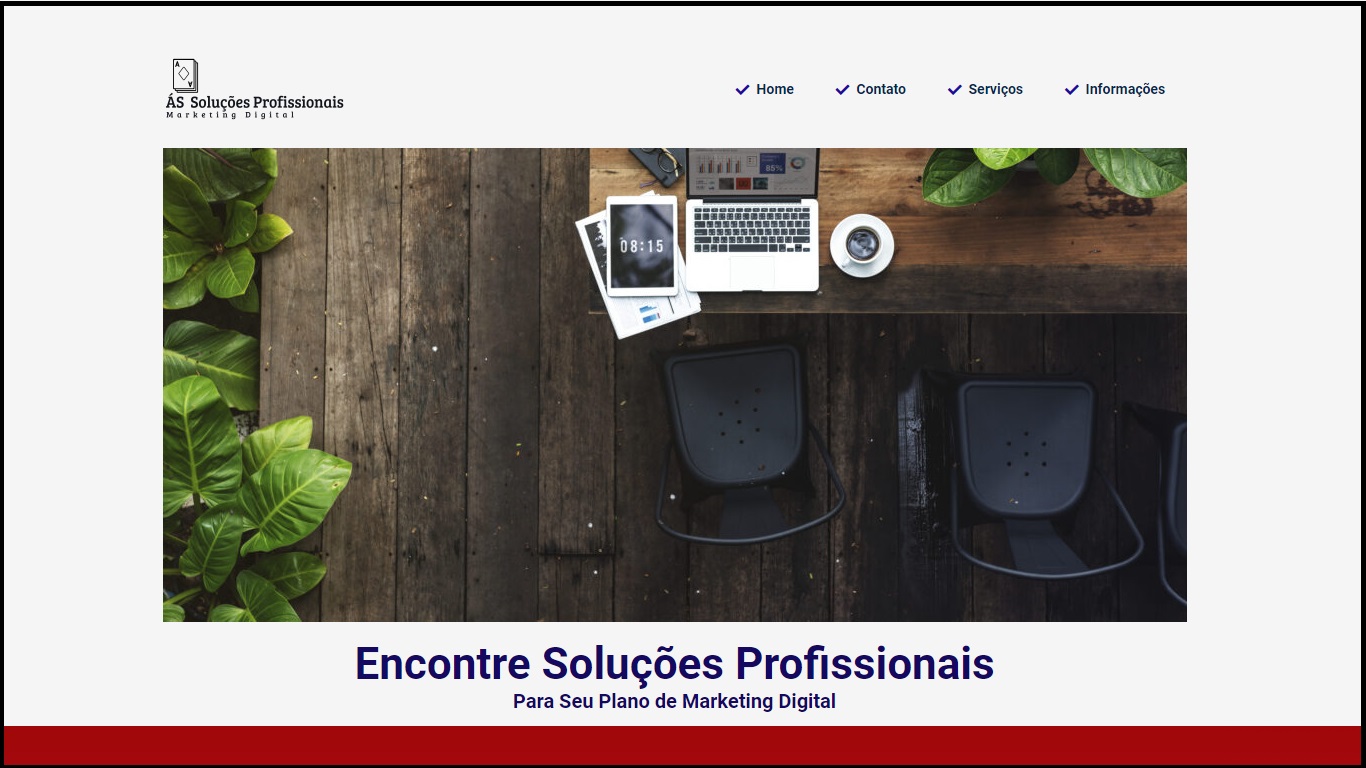 A
A
ÁS Soluções Profissionais
Marketing Digital
Home
Contato
Serviços
Informações
85%
08:15
Encontre Soluções Profissionais
Para Seu Plano de Marketing Digital